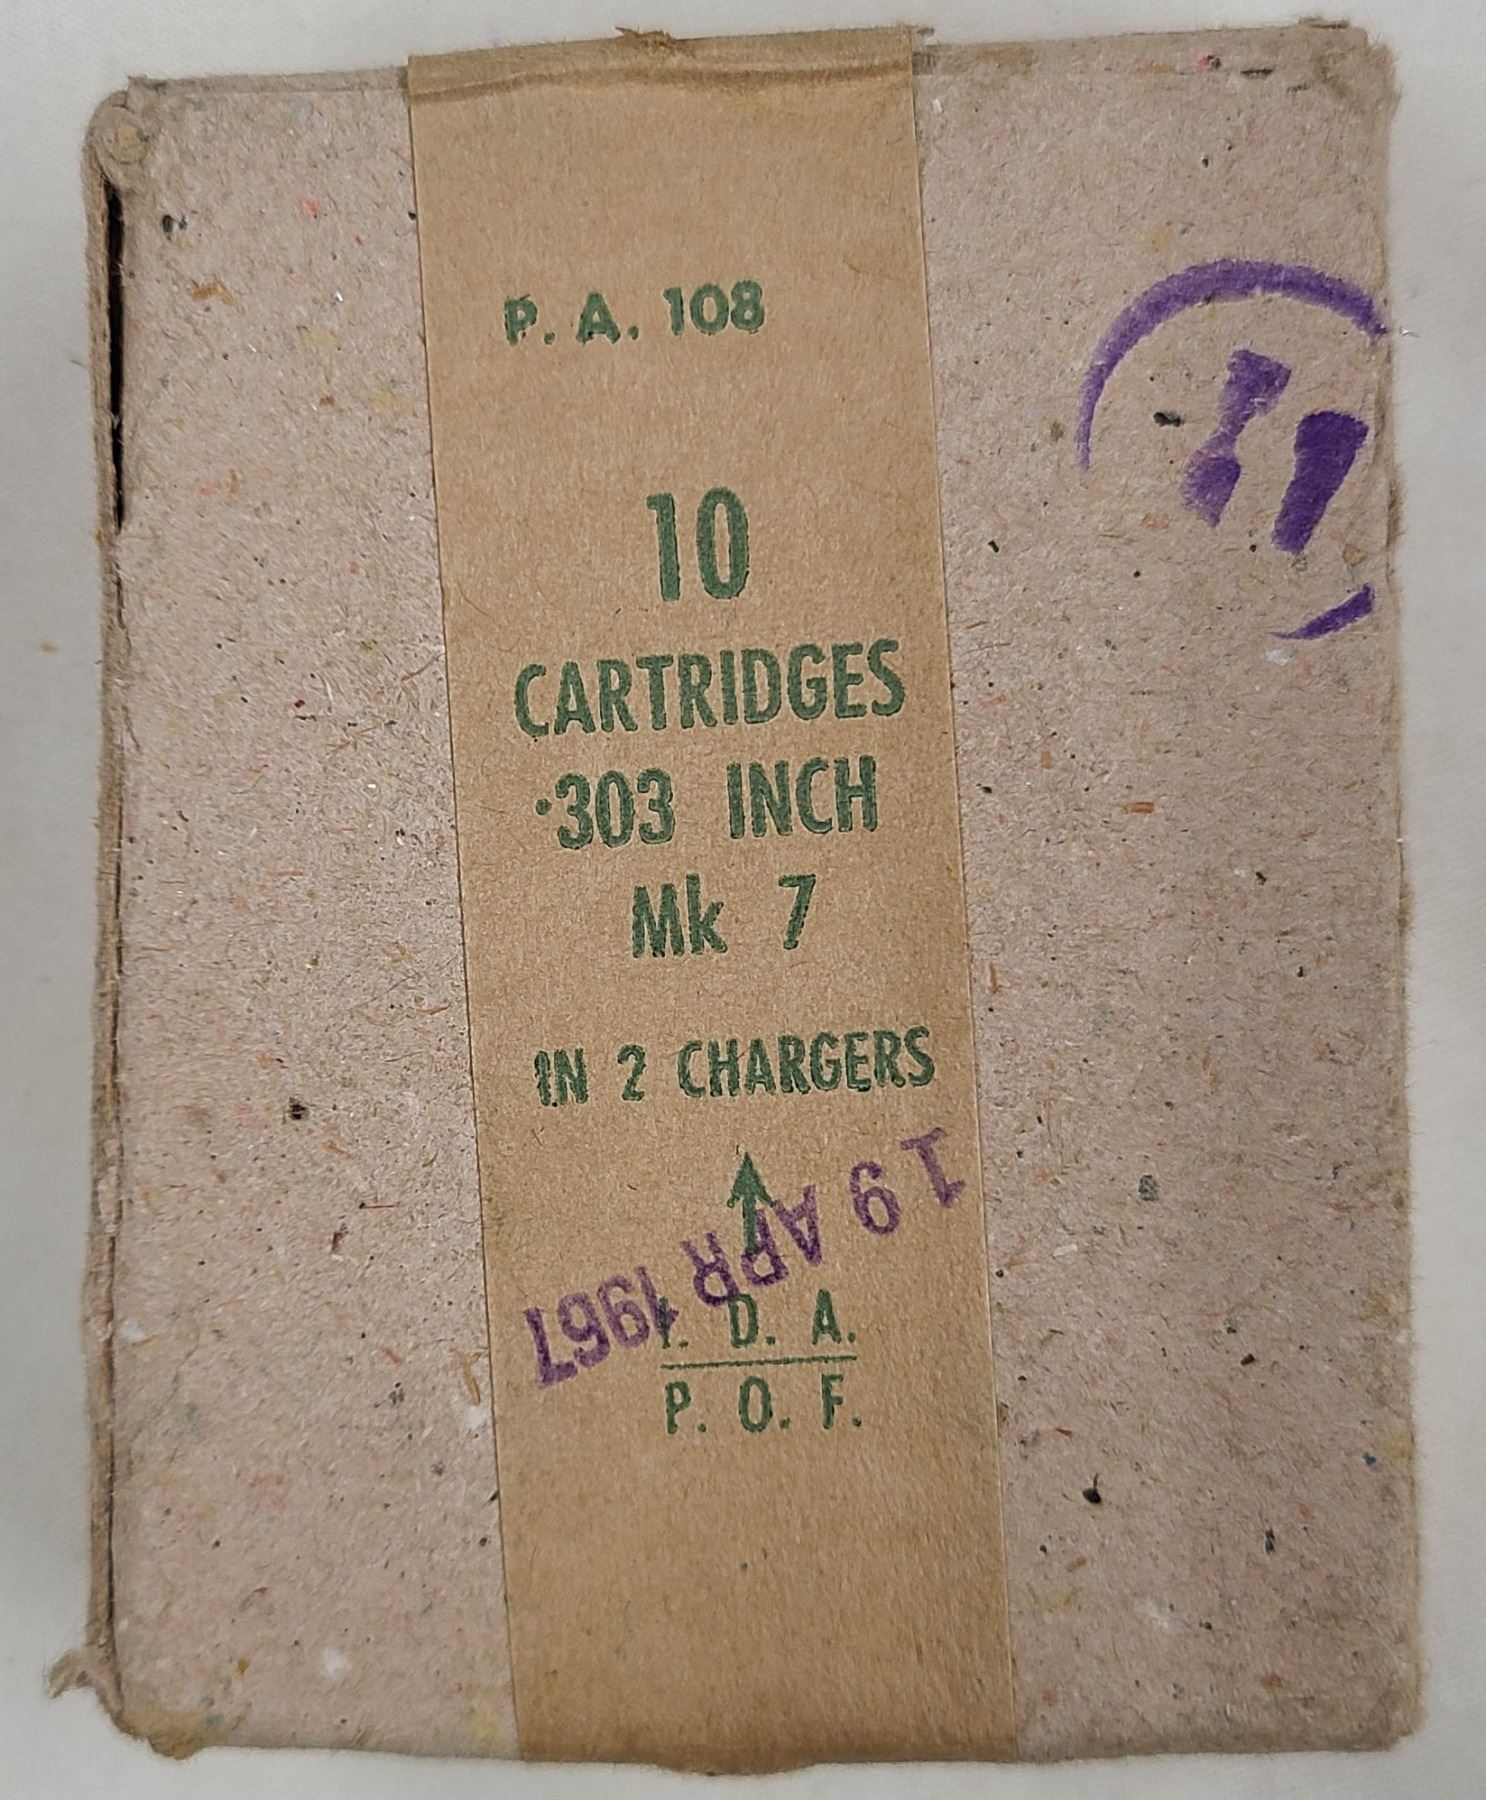 P. A. 108
10
CARTRIDGES
·303 INCH
Mk 7
IN 2 CHARGERS
19 APR 1967
I. D. A.
P. O. F.